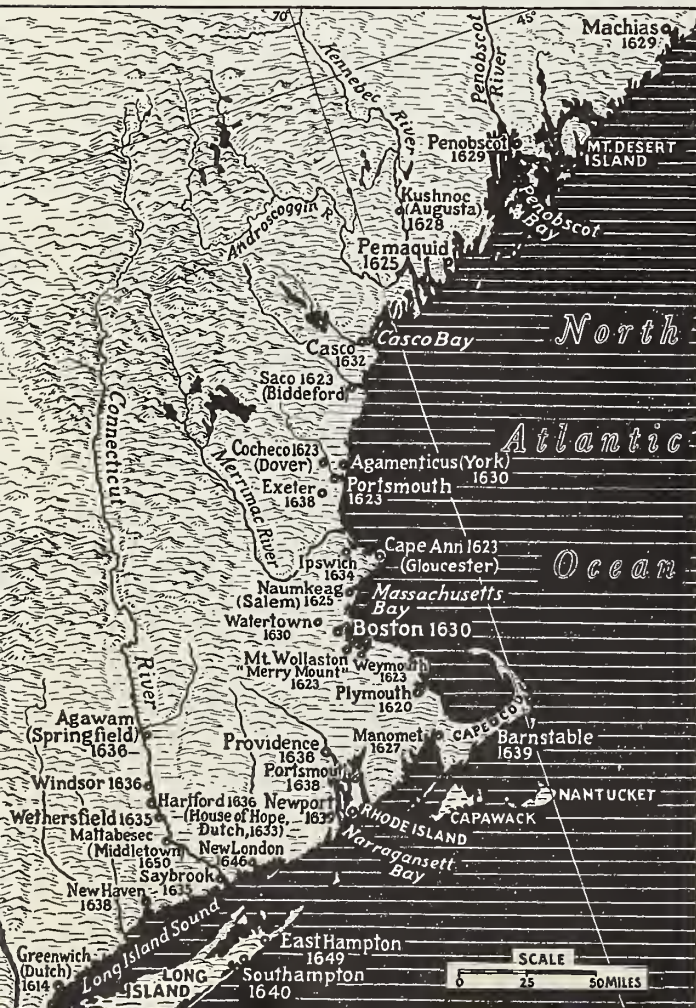 70°
45°
Machias
1629
Kennebec River
Penobscot
River
Penobscot
1629
MT. DESERT
ISLAND
Kushnoc
(Augusta)
1628
Penobscot
Bay
Androscoggin R.
Pemaquid
1625
North
Casco
1632
Casco Bay
Saco 1623
(Biddeford)
Connecticut
River
Atlantic
Cocheco 1623
(Dover)
Agamenticus (York)
1630
Merrimac River
Exeter
1638
Portsmouth
1623
Cape Ann 1623
(Gloucester)
Ocean
Ipswich
1634
Naumkeag
(Salem) 1625
Massachusetts
Bay
Watertown
1630
Boston 1630
Mt. Wollaston
"Merry Mount"
1623
Weymouth
1623
Plymouth
1620
Agawam
(Springfield)
1636
Manomet
1627
CAPE COD
Barnstable
1639
Providence
1636
Portsmouth
1638
Windsor 1636
NANTUCKET
Hartford 1636
(House of Hope,
Dutch, 1633)
Newport
1639
Wethersfield 1635
RHODE ISLAND
CAPAWACK
Mattabesec
(Middletown)
1650
New London
1646
Narragansett
Bay
Saybrook
1635
New Haven
1638
Long Island Sound
Greenwich
(Dutch)
1614
EastHampton
1649
LONG
ISLAND
Southampton
1640
SCALE
0 25 50 MILES